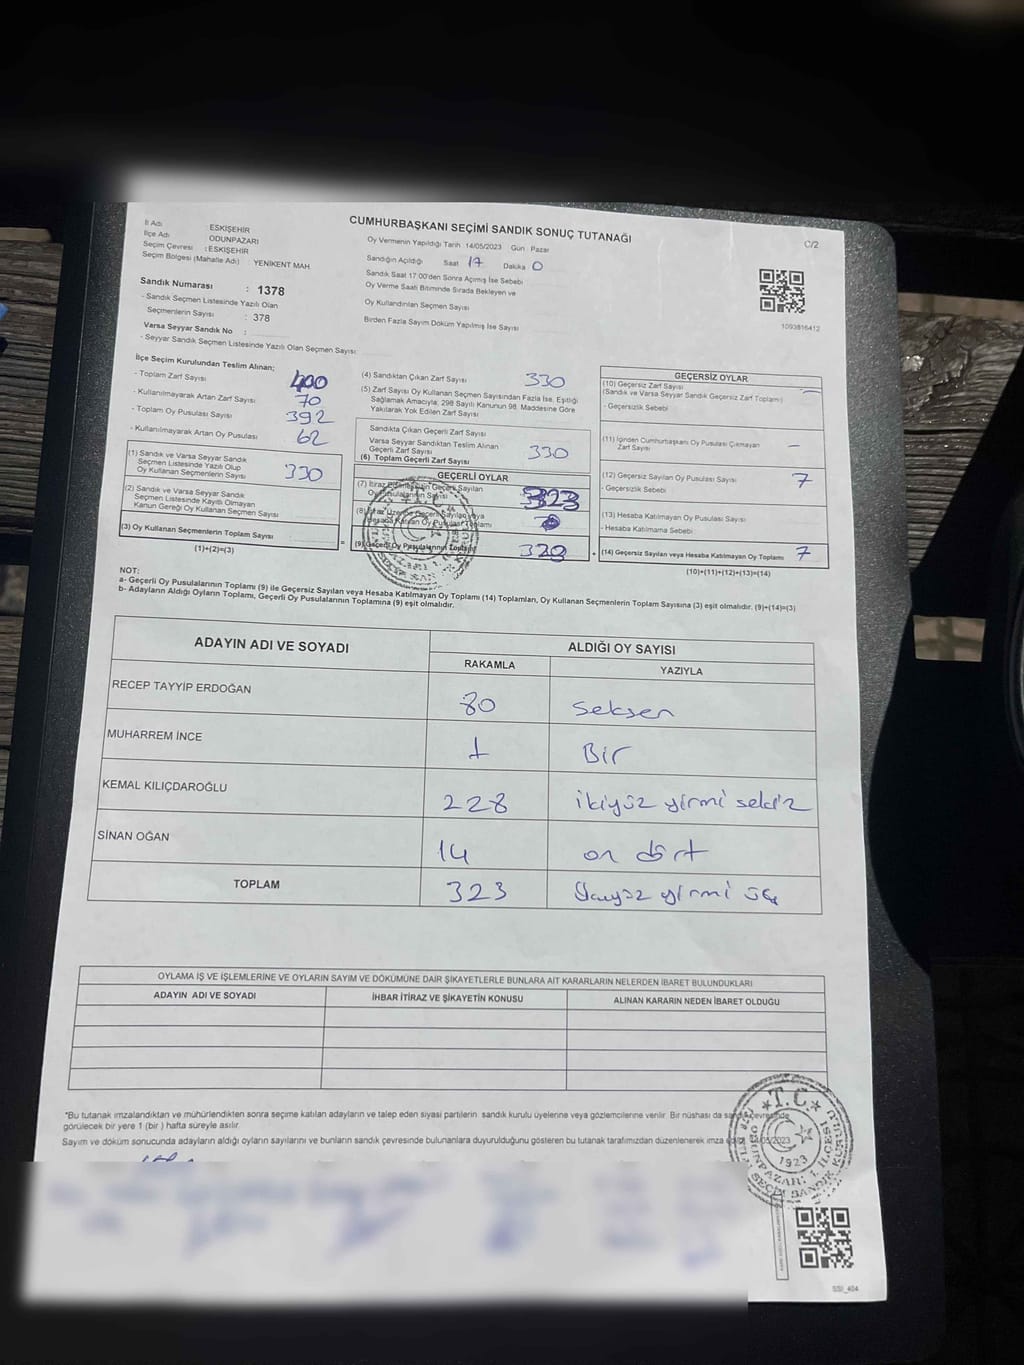 CUMHURBAŞKANI SEÇİMİ SANDIK SONUÇ TUTANAĞI
C/2
İl Adı : ESKİŞEHİR
İlçe Adı : ODUNPAZARI
Seçim Çevresi : ESKİŞEHİR
Seçim Bölgesi (Mahalle Adı) : YENİKENT MAH.
Sandık Numarası : 1378
- Sandık Seçmen Listesinde Yazılı Olan
Seçmenlerin Sayısı : 378
Varsa Seyyar Sandık No :
- Seyyar Sandık Listesinde Yazılı Olan Seçmen Sayısı:
Oy Vermenin Yapıldığı Tarih 14/05/2023 Gün : Pazar
Sandığın Açıldığı Saat 17 Dakika 0
Sandık Saat 17:00'den Sonra Açılmış İse Sebebi
Oy Verme Saati Bitiminde Sırada Bekleyen ve
Oy Kullandırılan Seçmen Sayısı
Birden Fazla Sayım Döküm Yapılmış İse Sayısı
1093816412
İlçe Seçim Kurulundan Teslim Alınan;
- Toplam Zarf Sayısı 400
- Kullanılmayarak Artan Zarf Sayısı 70
- Toplam Oy Pusulası Sayısı 392
- Kullanılmayarak Artan Oy Pusulası 62
(1) Sandık ve Varsa Seyyar Sandık
Seçmen Listesinde Yazılı Olup
Oy Kullanan Seçmenlerin Sayısı 330
(2) Sandık ve Varsa Seyyar Sandık
Seçmen Listesinde Kayıtlı Olmayan
Kanun Gereği Oy Kullanan Seçmen Sayısı
(3) Oy Kullanan Seçmenlerin Toplam Sayısı
(1)+(2)=(3)
=
(4) Sandıktan Çıkan Zarf Sayısı 330
(5) Zarf Sayısı Oy Kullanan Seçmen Sayısından Fazla İse, Eşitliği
Sağlamak Amacıyla, 298 Sayılı Kanunun 98. Maddesine Göre
Yakılarak Yok Edilen Zarf Sayısı
Sandıkta Çıkan Geçerli Zarf Sayısı
Varsa Seyyar Sandıktan Teslim Alınan
Geçerli Zarf Sayısı
(6) Toplam Geçerli Zarf Sayısı 330
GEÇERLİ OYLAR
(7) İtiraz Edilmeksizin Geçerli Sayılan
Oy Pusulalarının Sayısı 323
(8) İtiraz Üzerine Geçerli Sayılan veya
Hesaba Katılan Oy Pusulası Toplamı
(9) Geçerli Oy Pusulalarının Toplamı 323
+
GEÇERSİZ OYLAR
(10) Geçersiz Zarf Sayısı
(Sandık ve Varsa Seyyar Sandık Geçersiz Zarf Toplamı) –
- Geçersizlik Sebebi
(11) İçinden Cumhurbaşkanı Oy Pusulası Çıkmayan
Zarf Sayısı –
(12) Geçersiz Sayılan Oy Pusulası Sayısı 7
- Geçersizlik Sebebi
(13) Hesaba Katılmayan Oy Pusulası Sayısı
- Hesaba Katılmama Sebebi
(14) Geçersiz Sayılan veya Hesaba Katılmayan Oy Toplamı 7
(10)+(11)+(12)+(13)=(14)
NOT:
a- Geçerli Oy Pusulalarının Toplamı (9) ile Geçersiz Sayılan veya Hesaba Katılmayan Oy Toplamı (14) Toplamları, Oy Kullanan Seçmenlerin Toplam Sayısına (3) eşit olmalıdır. (9)+(14)=(3)
b- Adayların Aldığı Oyların Toplamı, Geçerli Oy Pusulalarının Toplamına (9) eşit olmalıdır.
ADAYIN ADI VE SOYADI ALDIĞI OY SAYISI
RAKAMLA YAZIYLA
RECEP TAYYİP ERDOĞAN 80 Seksen
MUHARREM İNCE 1 Bir
KEMAL KILIÇDAROĞLU 228 ikiyüz yirmi sekiz
SİNAN OĞAN 14 on dört
TOPLAM 323 Üçyüz yirmi üç
OYLAMA İŞ VE İŞLEMLERİNE VE OYLARIN SAYIM VE DÖKÜMÜNE DAİR ŞİKAYETLERLE BUNLARA AİT KARARLARIN NELERDEN İBARET BULUNDUKLARI
ADAYIN ADI VE SOYADI İHBAR İTİRAZ VE ŞİKAYETİN KONUSU ALINAN KARARIN NEDEN İBARET OLDUĞU
*Bu tutanak imzalandıktan ve mühürlendikten sonra seçime katılan adayların ve talep eden siyasi partilerin sandık kurulu üyelerine veya gözlemcilerine verilir. Bir nüshası da sandık çevresinde
görülecek bir yere 1 (bir) hafta süreyle asılır.
Sayım ve döküm sonucunda adayların aldığı oyların sayılarını ve bunların sandık çevresinde bulunanlara duyurulduğunu gösteren bu tutanak tarafımızdan düzenlenerek imza 14/05/2023
T.C.
1923
ODUNPAZARI 1. İLÇE
SEÇİM SANDIK KURULU
SSİ_404